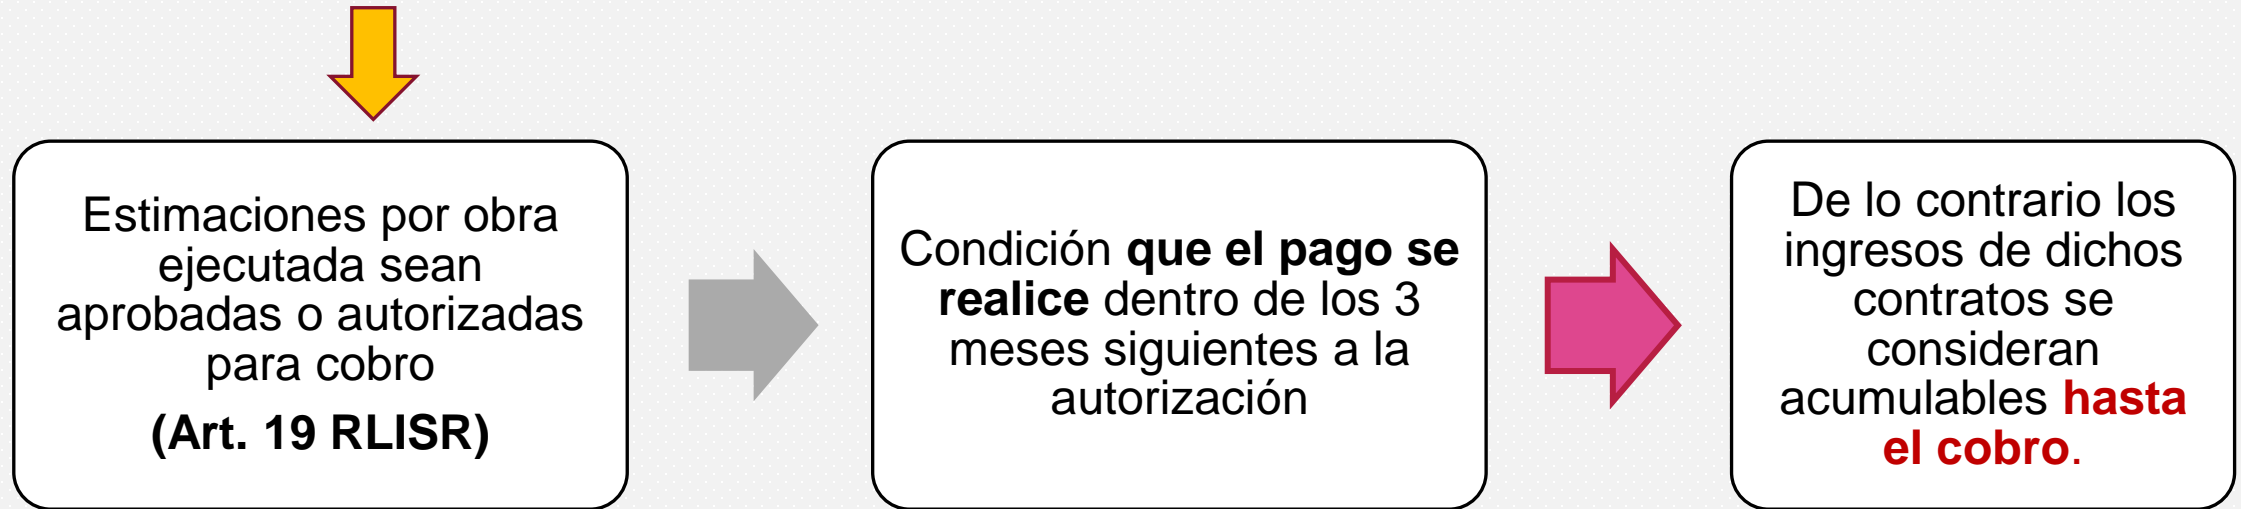 Estimaciones por obra
ejecutada sean
aprobadas o autorizadas
para cobro
(Art. 19 RLISR)
Condición que el pago se
realice dentro de los 3
meses siguientes a la
autorización
De lo contrario los
ingresos de dichos
contratos se
consideran
acumulables hasta
el cobro.